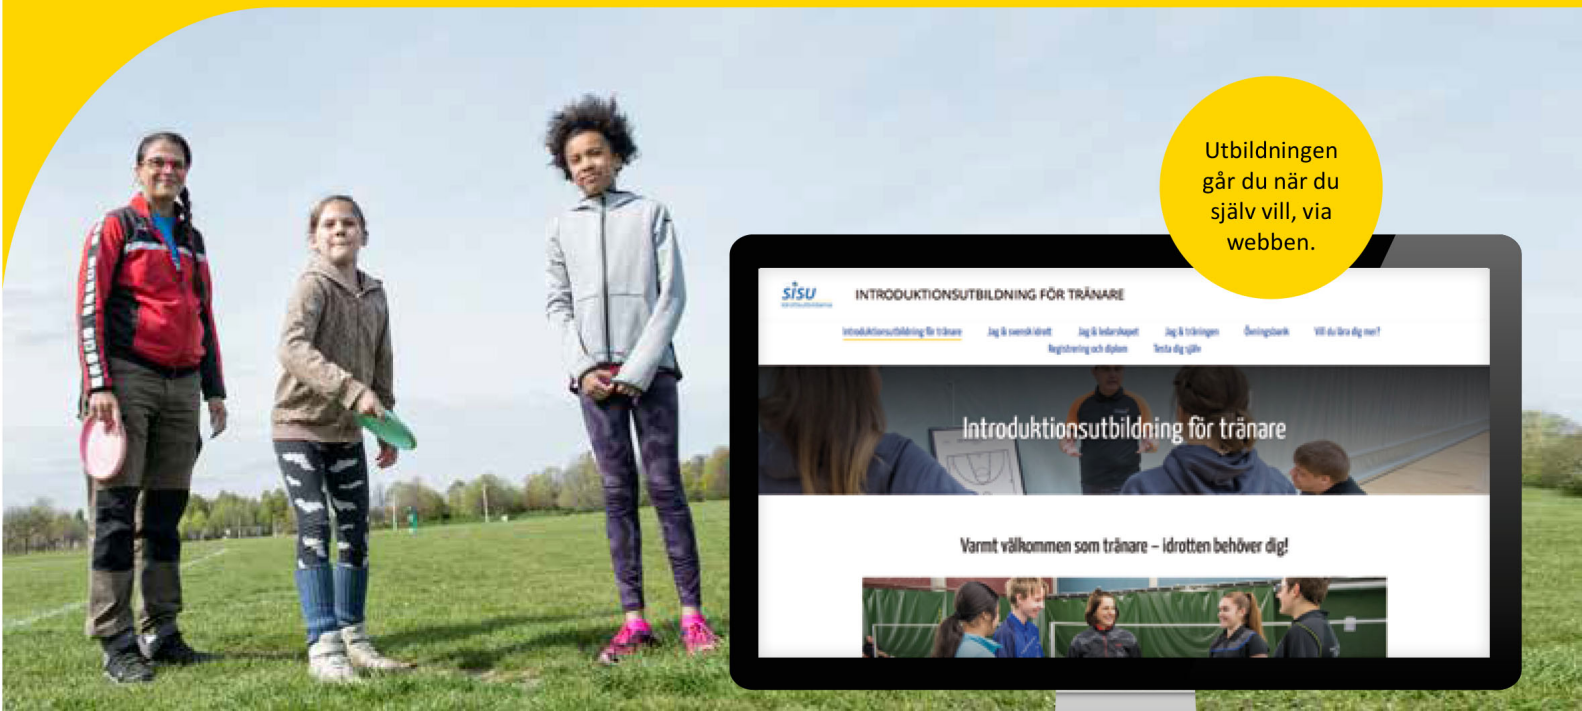 Utbildningen
går du när du
själv vill, via
webben.
sisu
INTRODUKTIONSUTBILDNING FÖR TRÄNARE
Introduktionsutbildning för tränare Jag & svensk idrott Jag & ledarskapet Jag & träningen Övningsbank Vill du lära dig mer?
Registrering och diplom Testa dig själv
Introduktionsutbildning för tränare
Varmt välkommen som tränare – idrotten behöver dig!